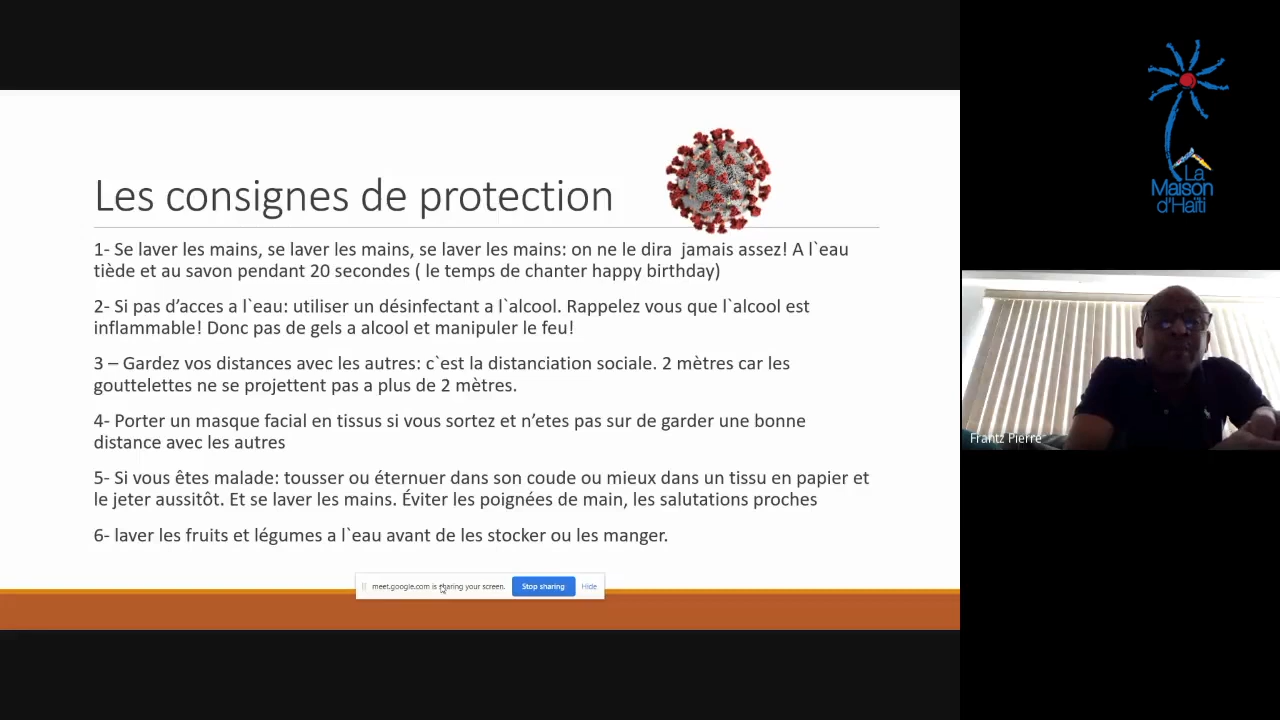 Les consignes de protection
1- Se laver les mains, se laver les mains, se laver les mains: on ne le dira  jamais assez! A l`eau
tiède et au savon pendant 20 secondes ( le temps de chanter happy birthday)
2- Si pas d’acces a l`eau: utiliser un désinfectant a l`alcool. Rappelez vous que l`alcool est
inflammable! Donc pas de gels a alcool et manipuler le feu!
3 – Gardez vos distances avec les autres: c`est la distanciation sociale. 2 mètres car les
gouttelettes ne se projettent pas a plus de 2 mètres.
4- Porter un masque facial en tissus si vous sortez et n’etes pas sur de garder une bonne
distance avec les autres
5- Si vous êtes malade: tousser ou éternuer dans son coude ou mieux dans un tissu en papier et
le jeter aussitôt. Et se laver les mains. Éviter les poignées de main, les salutations proches
6- laver les fruits et légumes a l`eau avant de les stocker ou les manger.
meet.google.com is sharing your screen. Stop sharing Hide
La
Maison
d'Haïti
Frantz Pierre